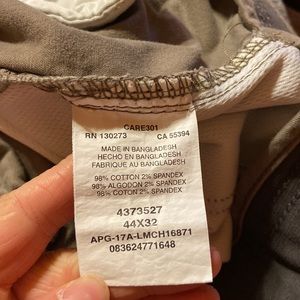 CARE301
RN 130273 CA 55394
MADE IN BANGLADESH
HECHO EN BANGLADESH
FABRIQUE AU BANGLADESH
98% COTTON 2% SPANDEX
98% ALGODON 2% SPANDEX
98% COTON 2% SPANDEX
4373527
44X32
APG-17A-LMCH16871
083624771648